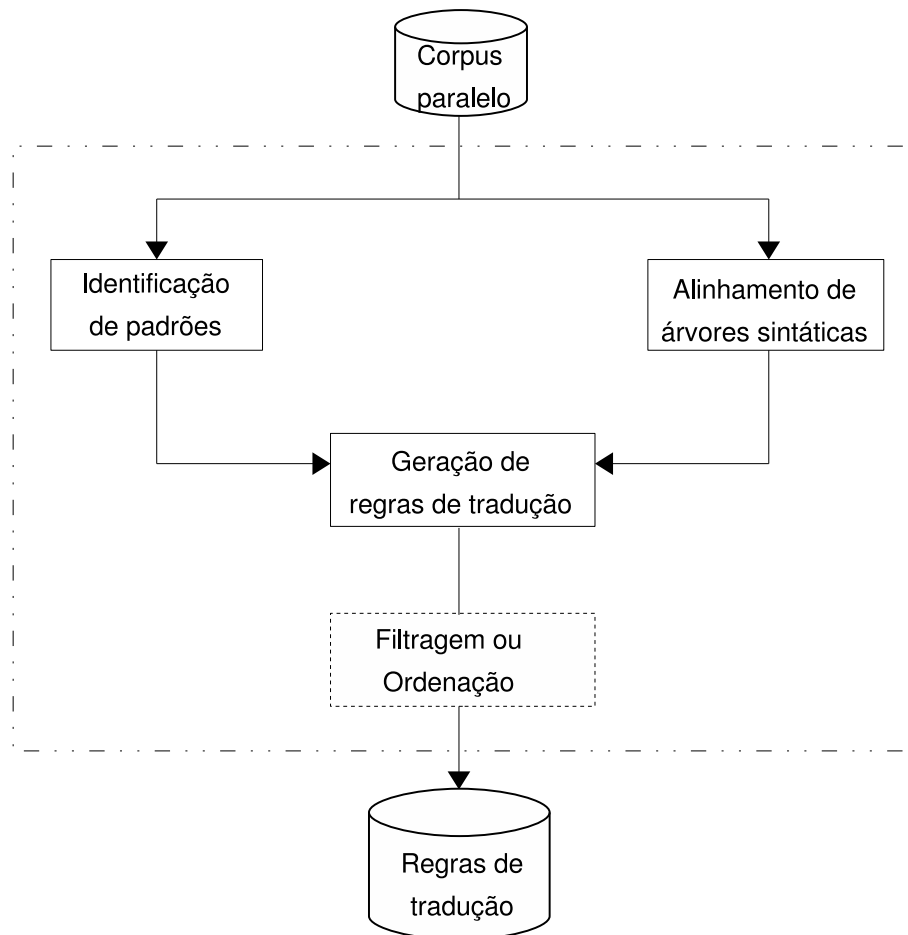 Corpus
paralelo
Identificação
de padrões
Alinhamento de
árvores sintáticas
Geração de
regras de tradução
Filtragem ou
Ordenação
Regras de
tradução